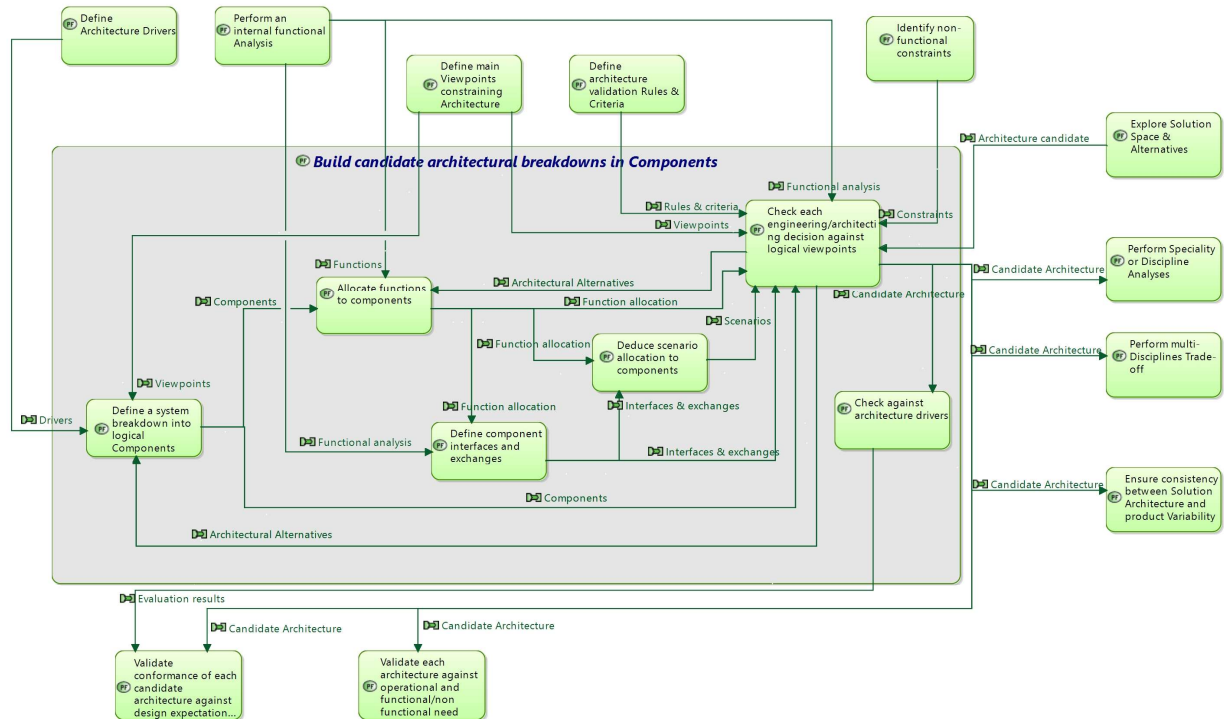 Define
Architecture Drivers
Perform an
internal functional
Analysis
Identify non-
functional
constraints
Define main
Viewpoints
constraining
Architecture
Define
architecture
validation Rules &
Criteria
Explore Solution
Space &
Alternatives
Architecture candidate
Build candidate architectural breakdowns in Components
Functional analysis
Rules & criteria
Viewpoints
Constraints
Check each
engineering/architecti
ng decision against
logical viewpoints
Perform Speciality
or Discipline
Analyses
Candidate Architecture
Functions
Allocate functions
to components
Architectural Alternatives
Candidate Architecture
Components
Function allocation
Scenarios
Function allocation
Deduce scenario
allocation to
components
Candidate Architecture
Perform multi-
Disciplines Trade-
off
Viewpoints
Function allocation
Interfaces & exchanges
Check against
architecture drivers
Drivers
Define a system
breakdown into
logical
Components
Functional analysis
Define component
interfaces and
exchanges
Interfaces & exchanges
Candidate Architecture
Ensure consistency
between Solution
Architecture and
product Variability
Components
Architectural Alternatives
Evaluation results
Candidate Architecture
Candidate Architecture
Validate
conformance of each
candidate
architecture against
design expectation...
Validate each
architecture against
operational and
functional/non
functional need